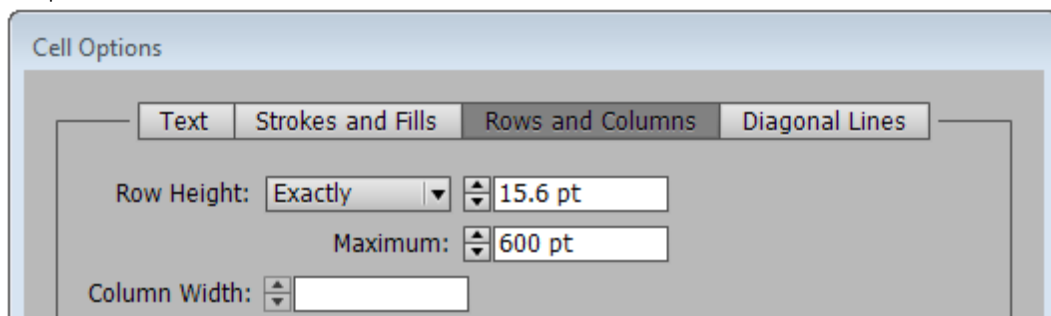 Cell Options
Text Strokes and Fills Rows and Columns Diagonal Lines
Row Height: Exactly 15.6 pt
Maximum: 600 pt
Column Width: